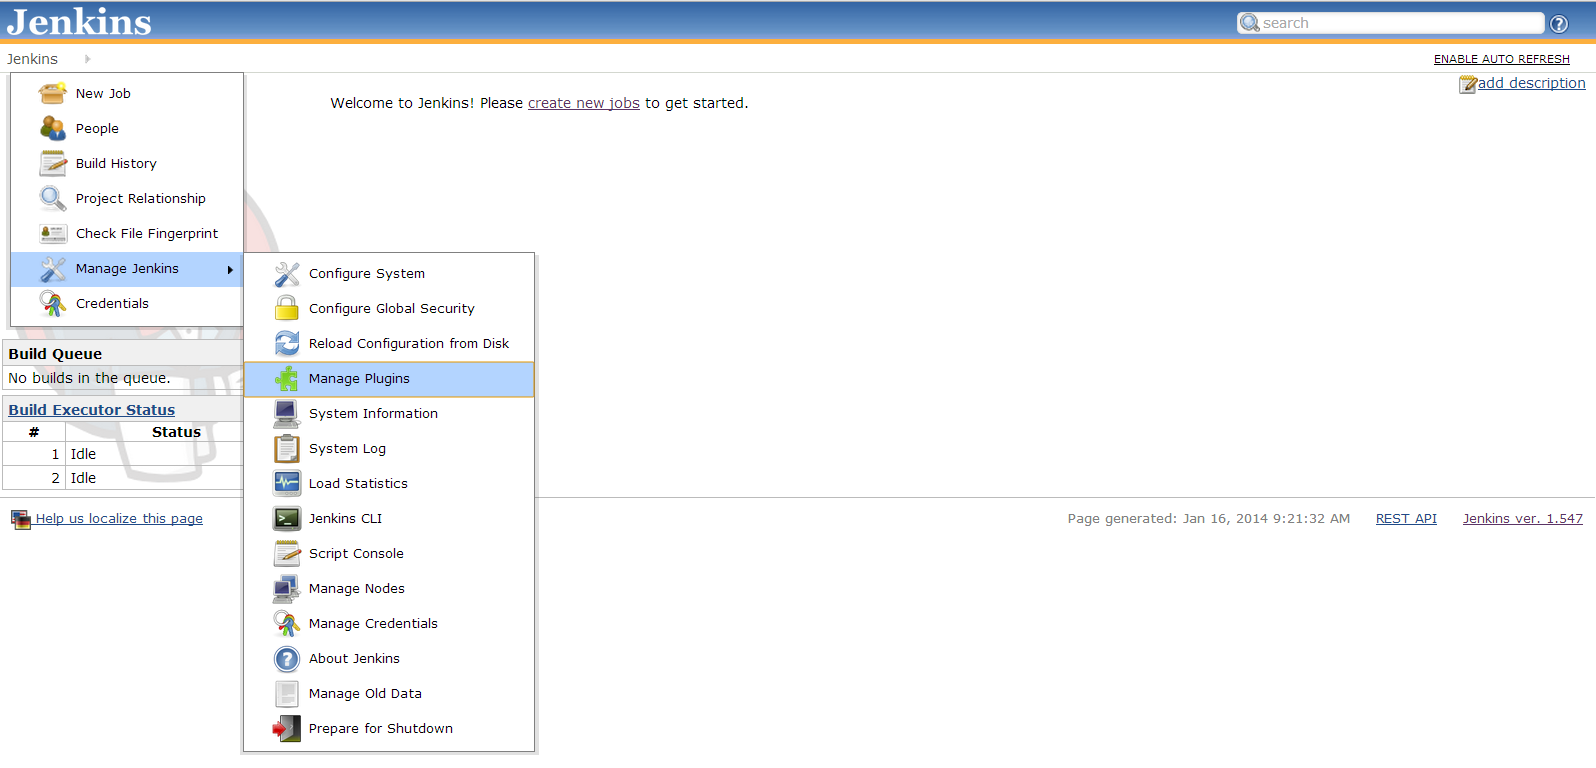 Jenkins
search
Jenkins
ENABLE AUTO REFRESH
add description
New Job
People
Build History
Project Relationship
Check File Fingerprint
Manage Jenkins
Credentials
Welcome to Jenkins! Please create new jobs to get started.
Configure System
Configure Global Security
Reload Configuration from Disk
Manage Plugins
System Information
System Log
Load Statistics
Jenkins CLI
Script Console
Manage Nodes
Manage Credentials
About Jenkins
Manage Old Data
Prepare for Shutdown
Build Queue
No builds in the queue.
Build Executor Status
# Status
1 Idle
2 Idle
Help us localize this page
Page generated: Jan 16, 2014 9:21:32 AM REST API Jenkins ver. 1.547